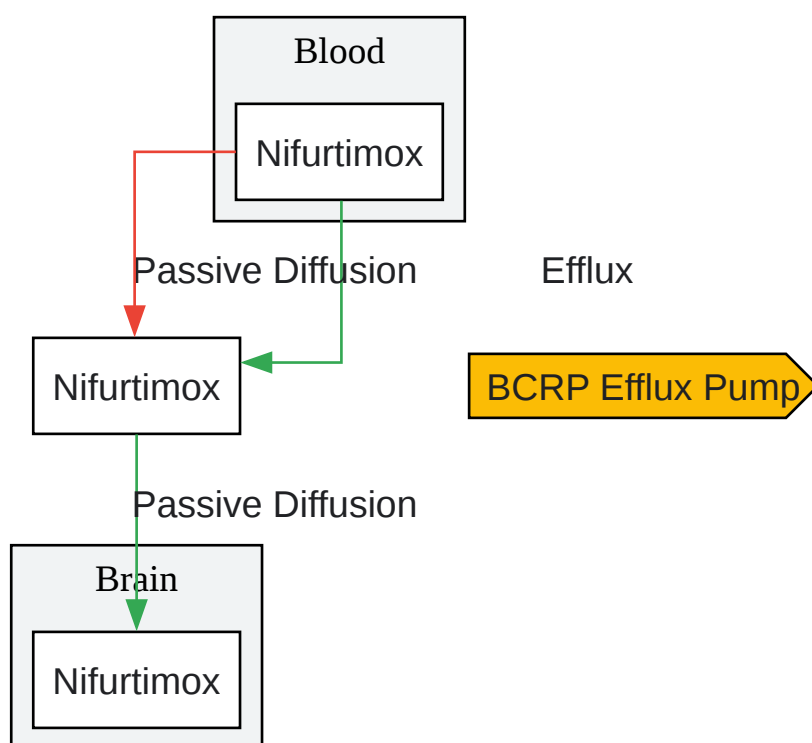 Blood
Nifurtimox
Passive Diffusion
Efflux
Nifurtimox
BCRP Efflux Pump
Passive Diffusion
Brain
Nifurtimox